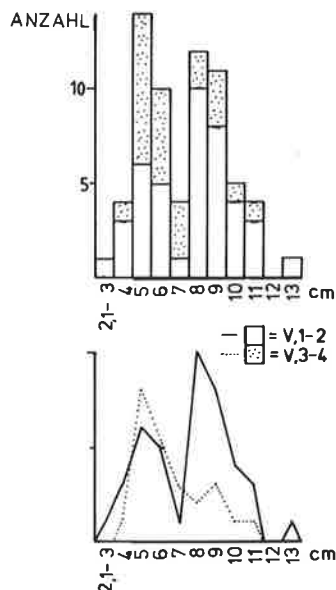 ANZAHL
10
5
2,1- 3 4 5 6 7 8 9 10 11 12 13 cm
= V,1-2
= V,3-4
2,1- 3 4 5 6 7 8 9 10 11 12 13 cm